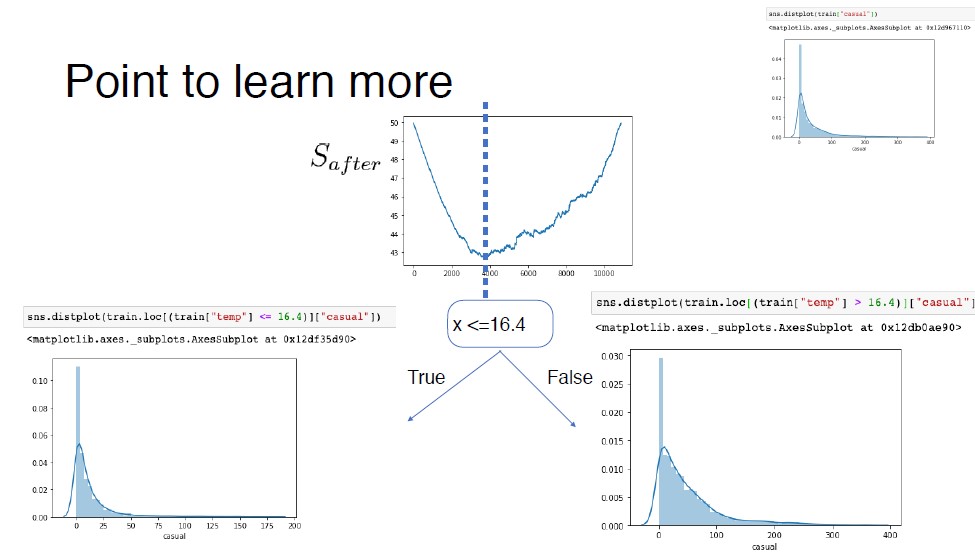 sns.distplot(train["casual"])
<matplotlib.axes._subplots.AxesSubplot at 0x12d967110>
0.04
0.03
0.02
0.01
0.00
0 100 200 300 400
casual
Point to learn more
S_after
50
49
48
47
46
45
44
43
0 2000 4000 6000 8000 10000
x <=16.4
True False
sns.distplot(train.loc[(train["temp"] <= 16.4)]["casual"])
<matplotlib.axes._subplots.AxesSubplot at 0x12df35d90>
0.10
0.08
0.06
0.04
0.02
0.00
0 25 50 75 100 125 150 175 200
casual
sns.distplot(train.loc[(train["temp"] > 16.4)]["casual"]
<matplotlib.axes._subplots.AxesSubplot at 0x12db0ae90>
0.030
0.025
0.020
0.015
0.010
0.005
0.000
0 100 200 300 400
casual